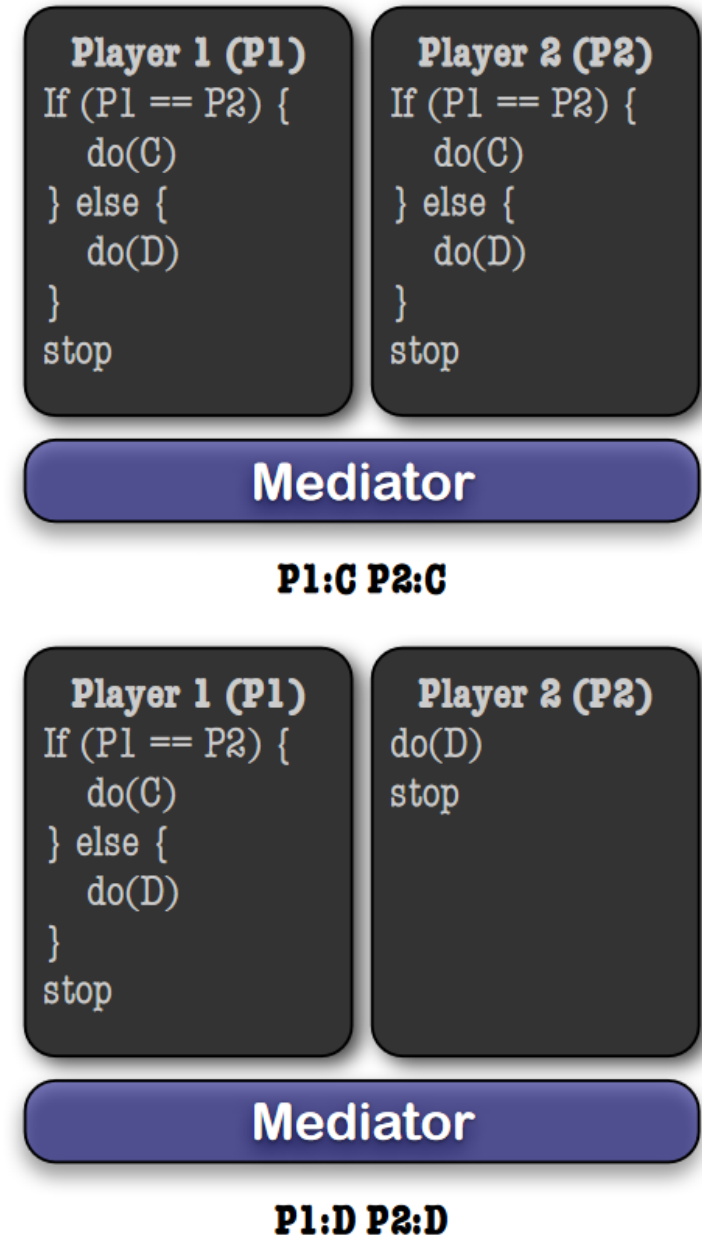 Player 1 (P1)
If (P1 == P2) {
do(C)
} else {
do(D)
}
stop
Player 2 (P2)
If (P1 == P2) {
do(C)
} else {
do(D)
}
stop
Mediator
P1:C P2:C
Player 1 (P1)
If (P1 == P2) {
do(C)
} else {
do(D)
}
stop
Player 2 (P2)
do(D)
stop
Mediator
P1:D P2:D